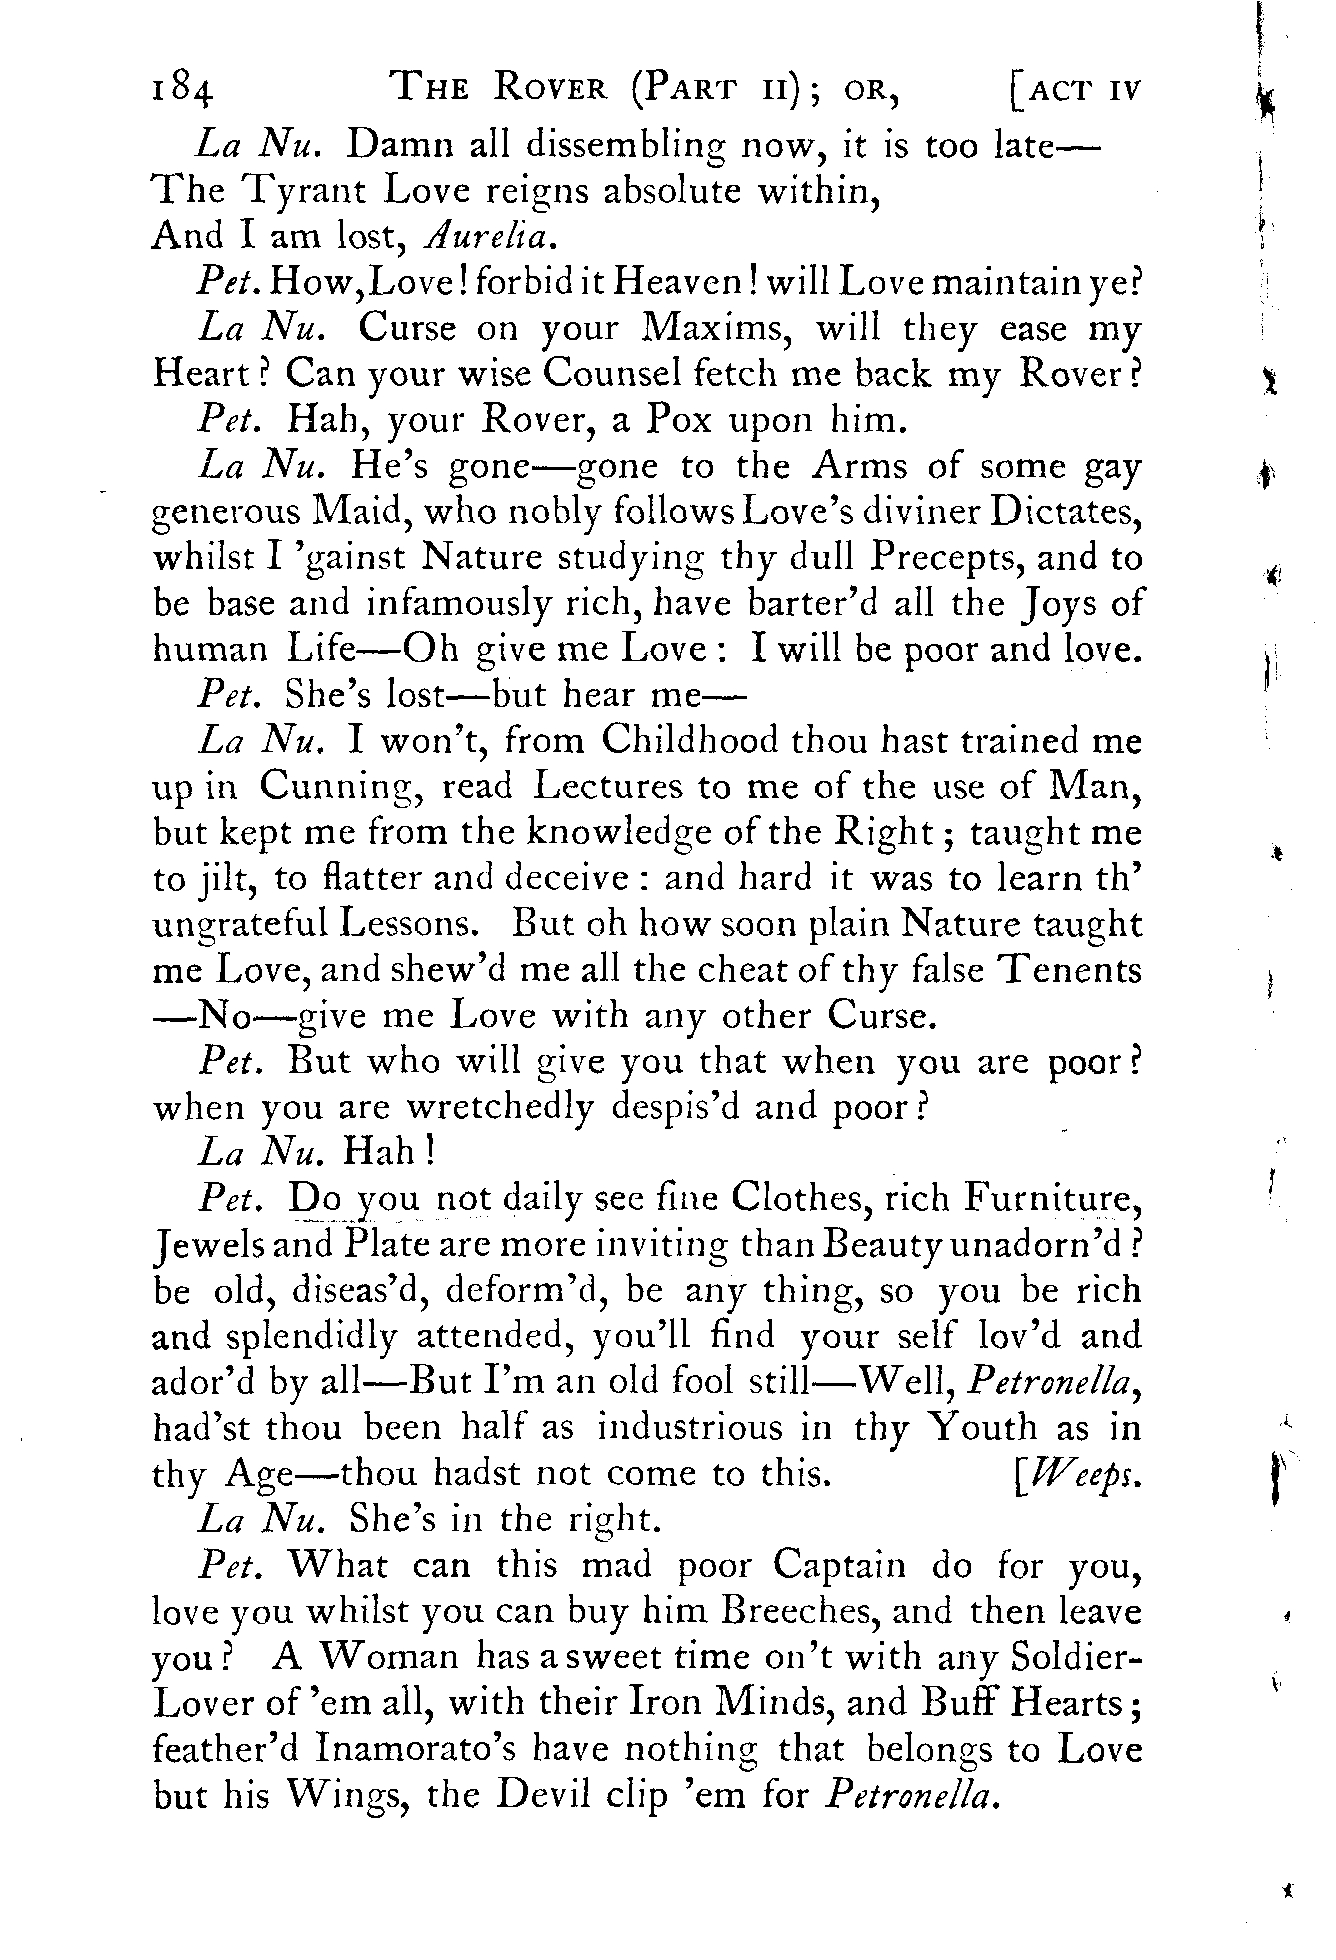 184 THE ROVER (PART II); OR, [ACT IV
La Nu. Damn all dissembling now, it is too late—
The Tyrant Love reigns absolute within,
And I am lost, Aurelia.
Pet. How, Love! forbid it Heaven! will Love maintain ye?
La Nu. Curse on your Maxims, will they ease my
Heart? Can your wise Counsel fetch me back my Rover?
Pet. Hah, your Rover, a Pox upon him.
La Nu. He's gone—gone to the Arms of some gay
generous Maid, who nobly follows Love's diviner Dictates,
whilst I 'gainst Nature studying thy dull Precepts, and to
be base and infamously rich, have barter'd all the Joys of
human Life—Oh give me Love: I will be poor and love.
Pet. She's lost—but hear me—
La Nu. I won't, from Childhood thou hast trained me
up in Cunning, read Lectures to me of the use of Man,
but kept me from the knowledge of the Right; taught me
to jilt, to flatter and deceive: and hard it was to learn th'
ungrateful Lessons. But oh how soon plain Nature taught
me Love, and shew'd me all the cheat of thy false Tenents
—No—give me Love with any other Curse.
Pet. But who will give you that when you are poor?
when you are wretchedly despis'd and poor?
La Nu. Hah!
Pet. Do you not daily see fine Clothes, rich Furniture,
Jewels and Plate are more inviting than Beauty unadorn'd?
be old, diseas'd, deform'd, be any thing, so you be rich
and splendidly attended, you'll find your self lov'd and
ador'd by all—But I'm an old fool still—Well, Petronella,
had'st thou been half as industrious in thy Youth as in
thy Age—thou hadst not come to this. [Weeps.
La Nu. She's in the right.
Pet. What can this mad poor Captain do for you,
love you whilst you can buy him Breeches, and then leave
you? A Woman has a sweet time on't with any Soldier-
Lover of 'em all, with their Iron Minds, and Buff Hearts;
feather'd Inamorato's have nothing that belongs to Love
but his Wings, the Devil clip 'em for Petronella.